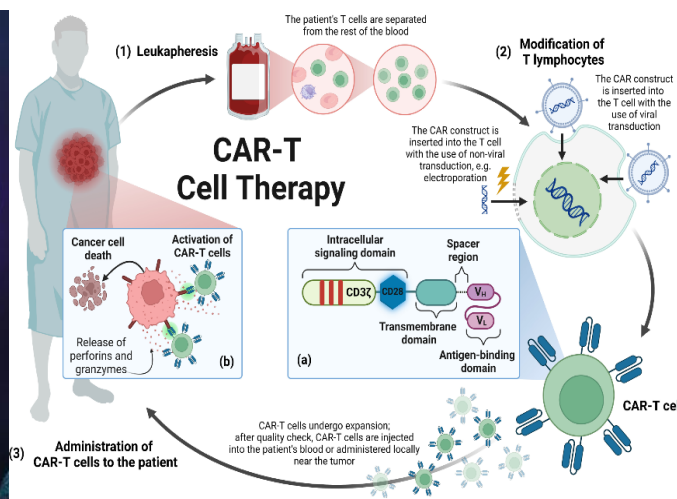 The patient's T cells are separated
from the rest of the blood
(1) Leukapheresis
(2)
Modification of
T lymphocytes
The CAR construct
is inserted into
the T cell with the
use of viral
transduction
The CAR construct is
inserted into the T cell
with the use of non-viral
transduction, e.g.
electroporation
CAR-T
Cell Therapy
Cancer cell
death
Activation of
CAR-T cells
Release of
perforins and
granzymes
(b)
Intracellular
signaling domain
Spacer
region
CD3ζ
CD28
VH
VL
Transmembrane
domain
Antigen-binding
domain
(a)
CAR-T ce
CAR-T cells undergo expansion;
after quality check, CAR-T cells are injected
into the patient's blood or administered locally
near the tumor
(3)
Administration of
CAR-T cells to the patient